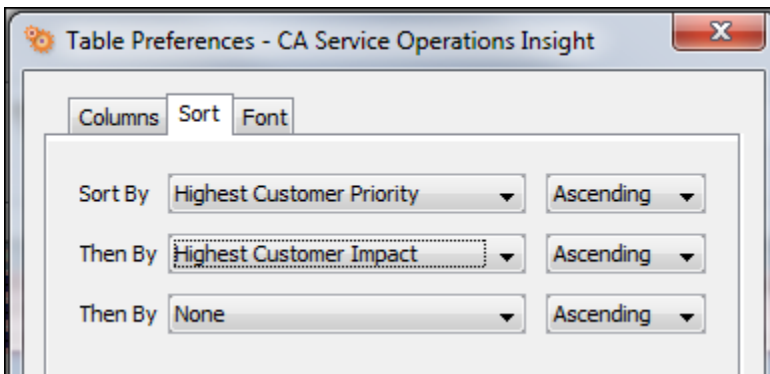 Table Preferences - CA Service Operations Insight
Columns Sort Font
Sort By Highest Customer Priority Ascending
Then By Highest Customer Impact Ascending
Then By None Ascending